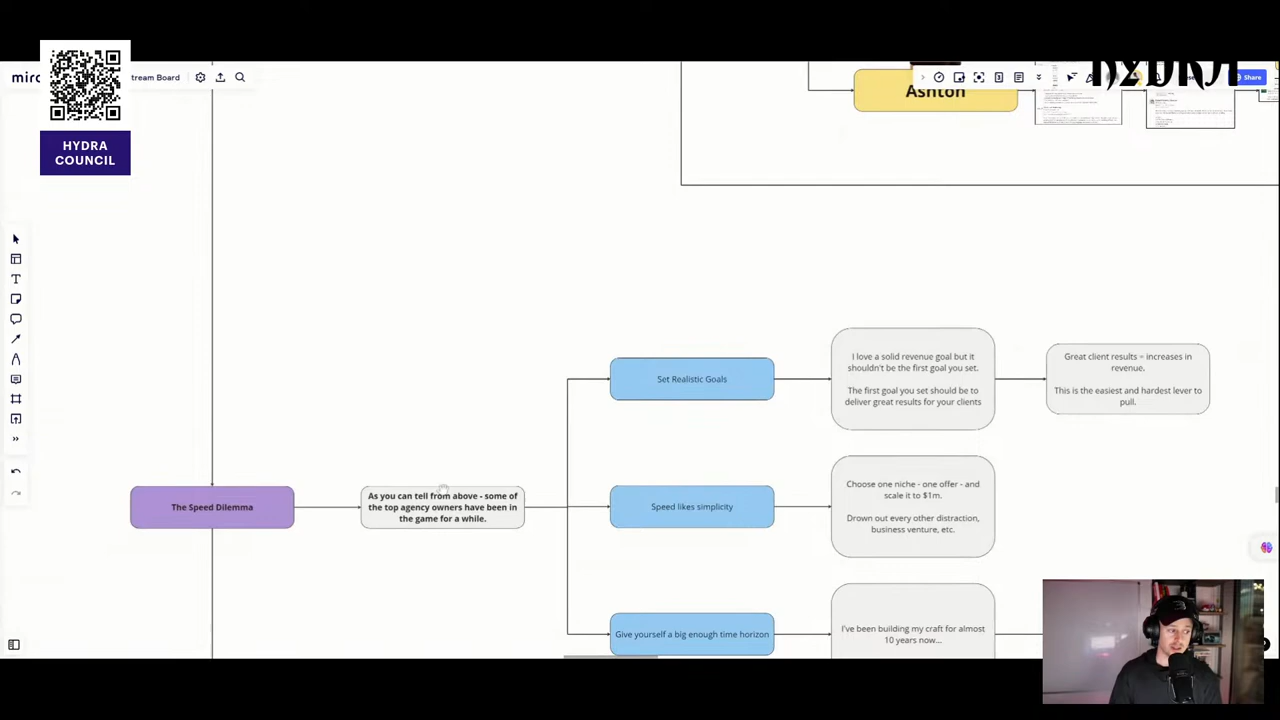 miro
tream Board
HYDRA
Share
HYDRA
COUNCIL
Ashton
I love a solid revenue goal but it
shouldn't be the first goal you set.
The first goal you set should be to
deliver great results for your clients
Great client results = increases in
revenue.
This is the easiest and hardest lever to
pull.
Set Realistic Goals
Choose one niche - one offer - and
scale it to $1m.
Drown out every other distraction,
business venture, etc.
The Speed Dilemma
As you can tell from above - some of
the top agency owners have been in
the game for a while.
Speed likes simplicity
Give yourself a big enough time horizon
I've been building my craft for almost
10 years now...